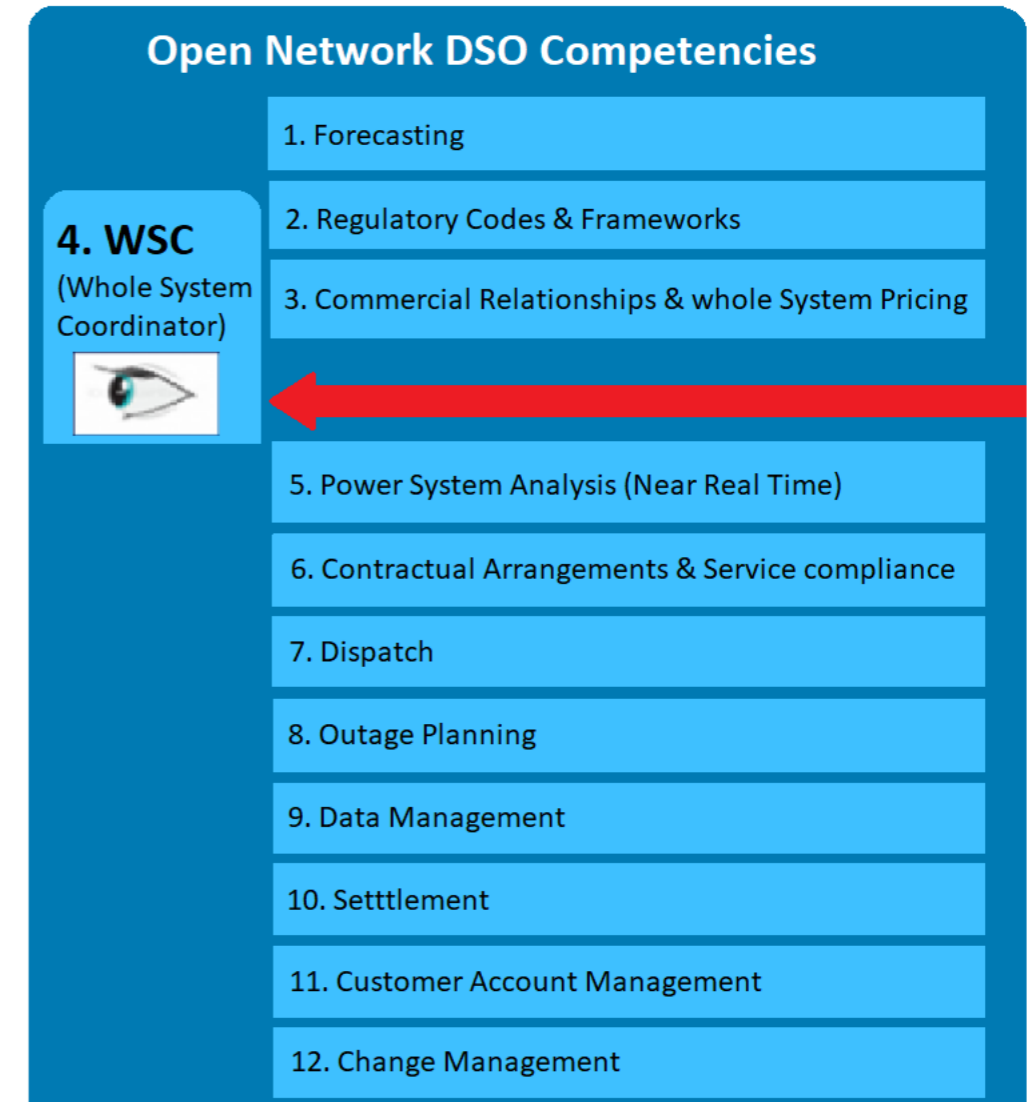 Open Network DSO Competencies
1. Forecasting
2. Regulatory Codes & Frameworks
3. Commercial Relationships & whole System Pricing
4. WSC
(Whole System
Coordinator)
5. Power System Analysis (Near Real Time)
6. Contractual Arrangements & Service compliance
7. Dispatch
8. Outage Planning
9. Data Management
10. Setttlement
11. Customer Account Management
12. Change Management